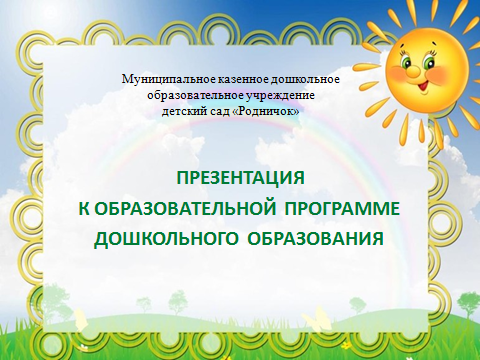 Муниципальное казенное дошкольное
образовательное учреждение
детский сад «Родничок»
ПРЕЗЕНТАЦИЯ
К ОБРАЗОВАТЕЛЬНОЙ ПРОГРАММЕ
ДОШКОЛЬНОГО ОБРАЗОВАНИЯ